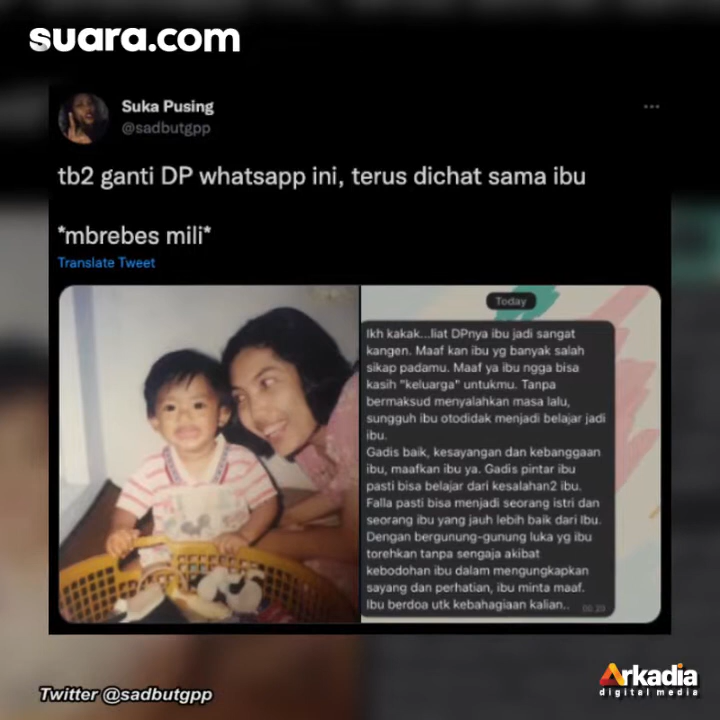 suara.com
Suka Pusing
@sadbutgpp
tb2 ganti DP whatsapp ini, terus dichat sama ibu
*mbrebes mili*
Translate Tweet
Today
Ikh kakak...liat DPnya ibu jadi sangat
kangen. Maaf kan ibu yg banyak salah
sikap padamu. Maaf ya ibu ngga bisa
kasih "keluarga" untukmu. Tanpa
bermaksud menyalahkan masa lalu,
sungguh ibu otodidak menjadi belajar jadi
ibu.
Gadis baik, kesayangan dan kebanggaan
ibu, maafkan ibu ya. Gadis pintar ibu
pasti bisa belajar dari kesalahan2 ibu.
Falla pasti bisa menjadi seorang istri dan
seorang ibu yang jauh lebih baik dari Ibu.
Dengan bergunung-gunung luka yg ibu
torehkan tanpa sengaja akibat
kebodohan ibu dalam mengungkapkan
sayang dan perhatian, ibu minta maaf.
Ibu berdoa utk kebahagiaan kalian..
Twitter @sadbutgpp
Arkadia
digital media